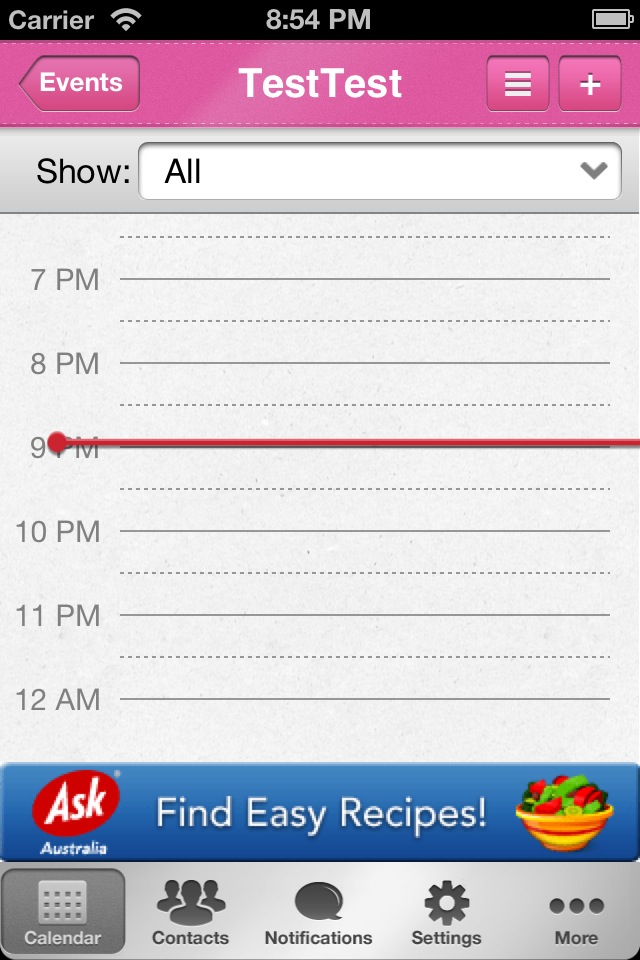 Carrier 8:54 PM
Events TestTest +
Show: All
7 PM
8 PM
9 PM
10 PM
11 PM
12 AM
Ask Find Easy Recipes!
Australia
Calendar Contacts Notifications Settings More